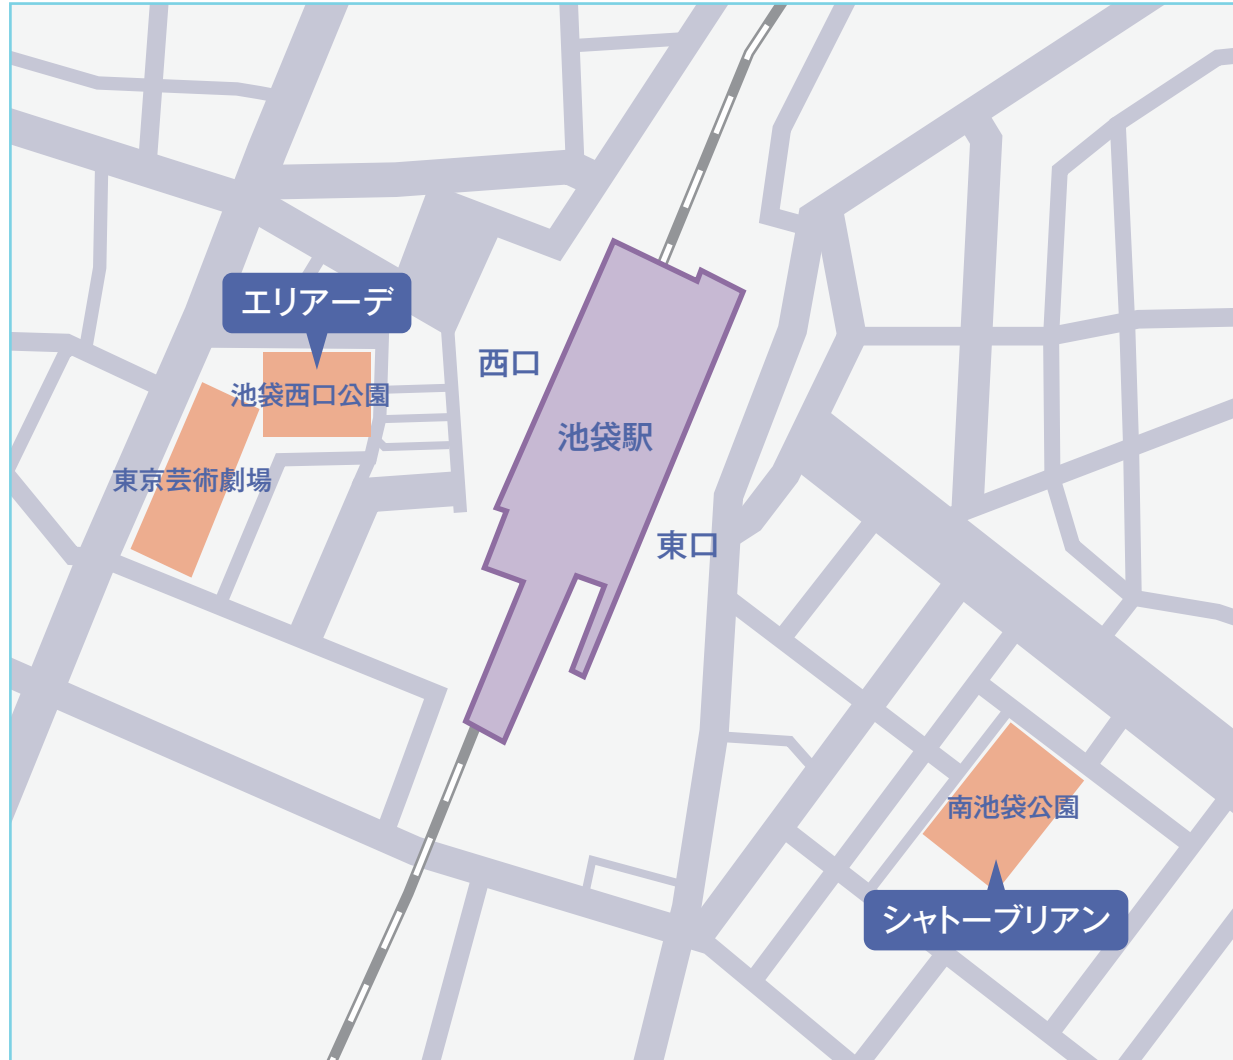 エリアーデ
西口
池袋西口公園
池袋駅
東京芸術劇場
東口
南池袋公園
シャトーブリアン